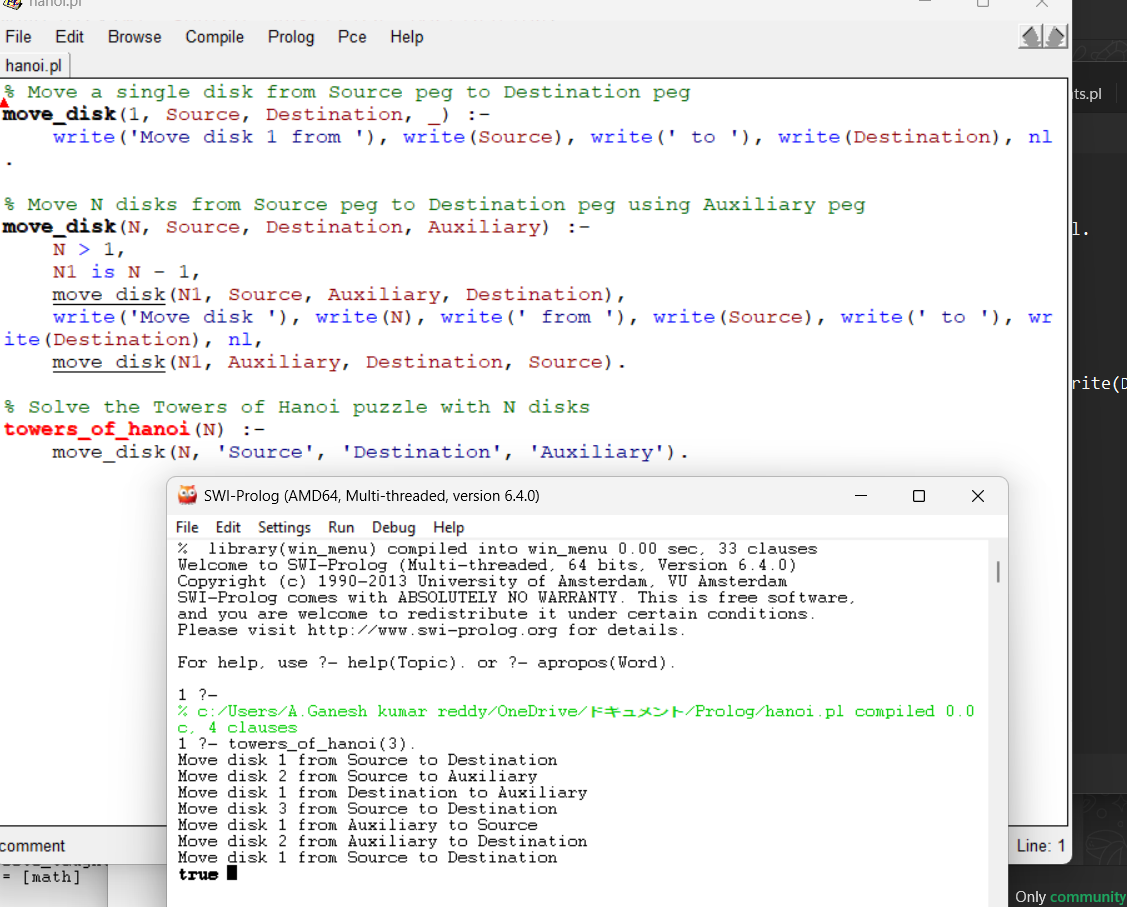 hanoi.pl
File Edit Browse Compile Prolog Pce Help
hanoi.pl
% Move a single disk from Source peg to Destination peg
move_disk(1, Source, Destination, _) :-
    write('Move disk 1 from '), write(Source), write(' to '), write(Destination), nl
.
% Move N disks from Source peg to Destination peg using Auxiliary peg
move_disk(N, Source, Destination, Auxiliary) :-
    N > 1,
    N1 is N - 1,
    move_disk(N1, Source, Auxiliary, Destination),
    write('Move disk '), write(N), write(' from '), write(Source), write(' to '), wr
ite(Destination), nl,
    move_disk(N1, Auxiliary, Destination, Source).
% Solve the Towers of Hanoi puzzle with N disks
towers_of_hanoi(N) :-
    move_disk(N, 'Source', 'Destination', 'Auxiliary').
ts.pl
l.
rite(D
SWI-Prolog (AMD64, Multi-threaded, version 6.4.0)
File Edit Settings Run Debug Help
%  library(win_menu) compiled into win_menu 0.00 sec, 33 clauses
Welcome to SWI-Prolog (Multi-threaded, 64 bits, Version 6.4.0)
Copyright (c) 1990-2013 University of Amsterdam, VU Amsterdam
SWI-Prolog comes with ABSOLUTELY NO WARRANTY. This is free software,
and you are welcome to redistribute it under certain conditions.
Please visit http://www.swi-prolog.org for details.
For help, use ?- help(Topic). or ?- apropos(Word).
1 ?-
% c:/Users/A.Ganesh kumar reddy/OneDrive/ドキュメント/Prolog/hanoi.pl compiled 0.0
c, 4 clauses
1 ?- towers_of_hanoi(3).
Move disk 1 from Source to Destination
Move disk 2 from Source to Auxiliary
Move disk 1 from Destination to Auxiliary
Move disk 3 from Source to Destination
Move disk 1 from Auxiliary to Source
Move disk 2 from Auxiliary to Destination
Move disk 1 from Source to Destination
true
comment
Line: 1
= [math]
Only community